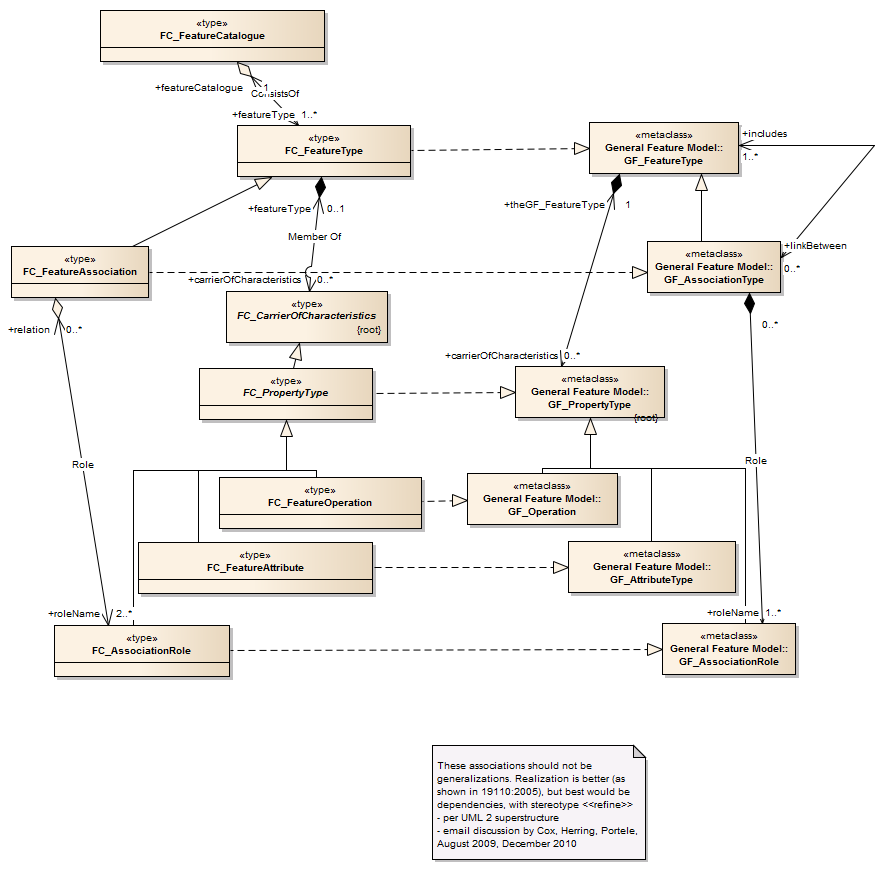 «type»
FC_FeatureCatalogue
+featureCatalogue 1
ConsistsOf
+featureType 1..*
«type»
FC_FeatureType
«metaclass»
General Feature Model::
GF_FeatureType
+includes
1..*
+featureType 0..1
+theGF_FeatureType 1
Member Of
+linkBetween
0..*
«type»
FC_FeatureAssociation
«metaclass»
General Feature Model::
GF_AssociationType
+carrierOfCharacteristics 0..*
«type»
FC_CarrierOfCharacteristics
{root}
+relation 0..*
0..*
+carrierOfCharacteristics 0..*
«type»
FC_PropertyType
«metaclass»
General Feature Model::
GF_PropertyType
{root}
Role
Role
«type»
FC_FeatureOperation
«metaclass»
General Feature Model::
GF_Operation
«type»
FC_FeatureAttribute
«metaclass»
General Feature Model::
GF_AttributeType
+roleName 2..*
+roleName 1..*
«type»
FC_AssociationRole
«metaclass»
General Feature Model::
GF_AssociationRole
These associations should not be
generalizations. Realization is better (as
shown in 19110:2005), but best would be
dependencies, with stereotype <<refine>>
- per UML 2 superstructure
- email discussion by Cox, Herring, Portele,
August 2009, December 2010